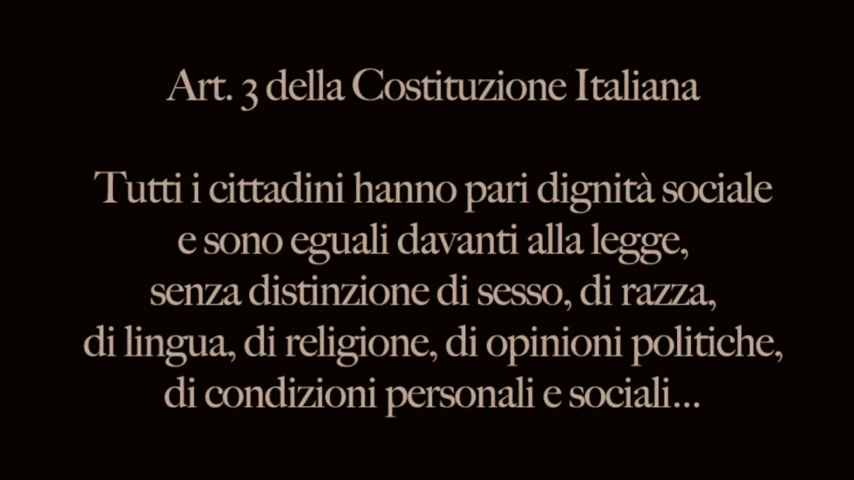 Art. 3 della Costituzione Italiana
Tutti i cittadini hanno pari dignità sociale
e sono eguali davanti alla legge,
senza distinzione di sesso, di razza,
di lingua, di religione, di opinioni politiche,
di condizioni personali e sociali...